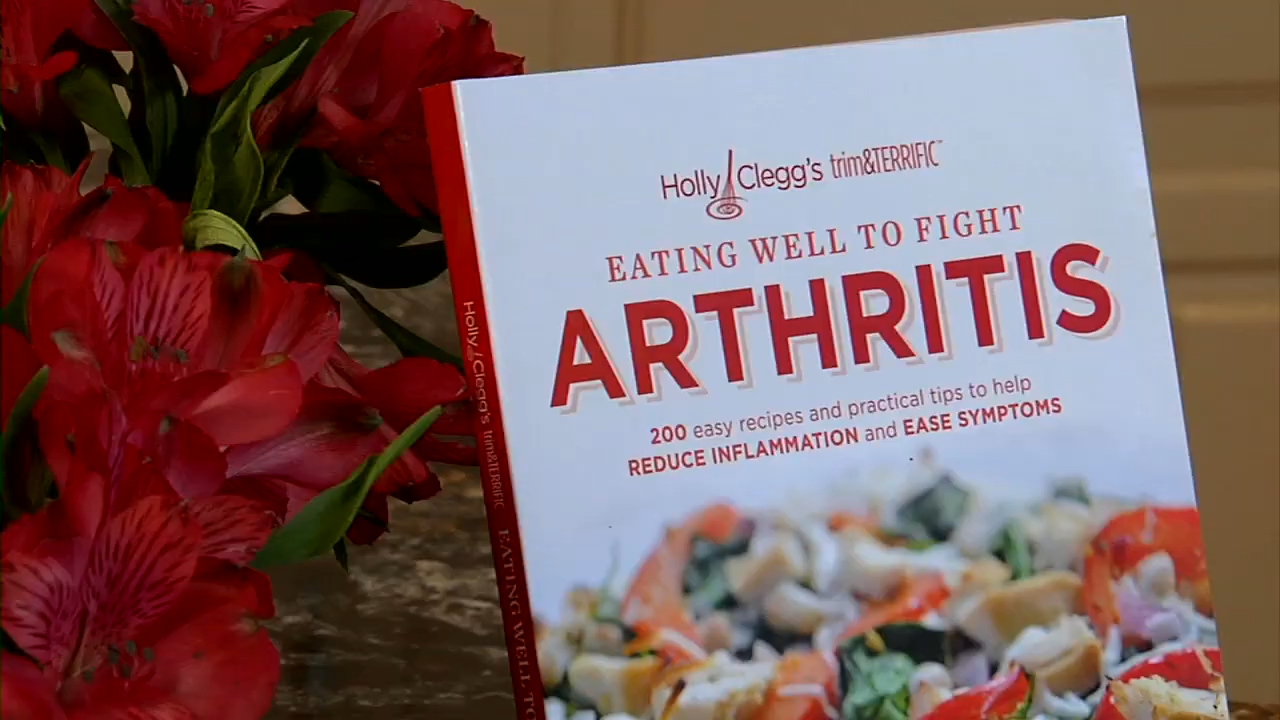 Holly Clegg's trim&TERRIFIC™
EATING WELL TO FIGHT
ARTHRITIS
200 easy recipes and practical tips to help
REDUCE INFLAMMATION and EASE SYMPTOMS
Holly Clegg's trim&TERRIFIC EATING WELL TO